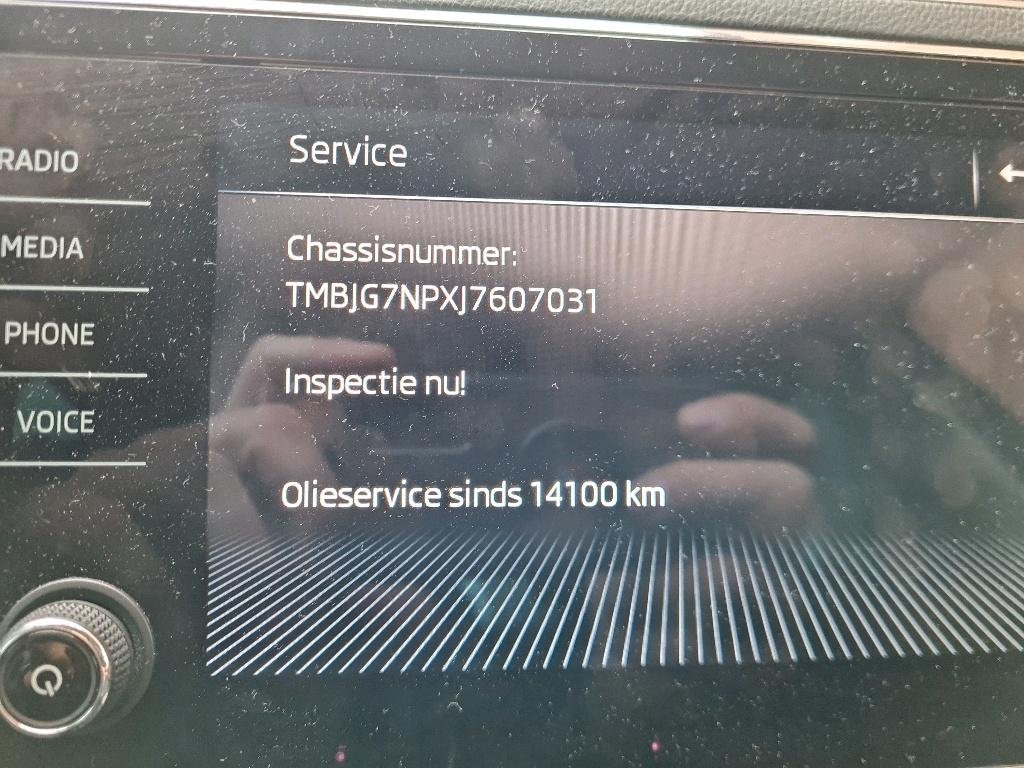 Service
RADIO
MEDIA
PHONE
VOICE
Chassisnummer:
TMBJG7NPXJ7607031
Inspectie nu!
Olieservice sinds 14100 km